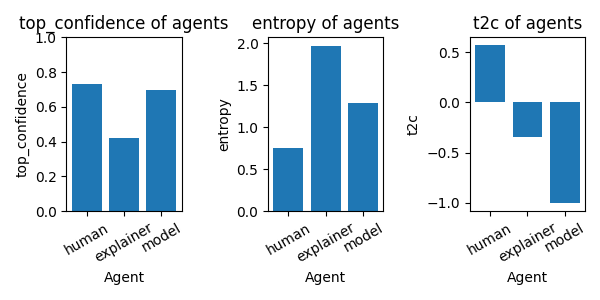 top_confidence of agents
top_confidence
1.0
0.8
0.6
0.4
0.2
0.0
human
explainer
model
Agent
entropy of agents
entropy
2.0
1.5
1.0
0.5
0.0
human
explainer
model
Agent
t2c of agents
t2c
0.5
0.0
−0.5
−1.0
human
explainer
model
Agent